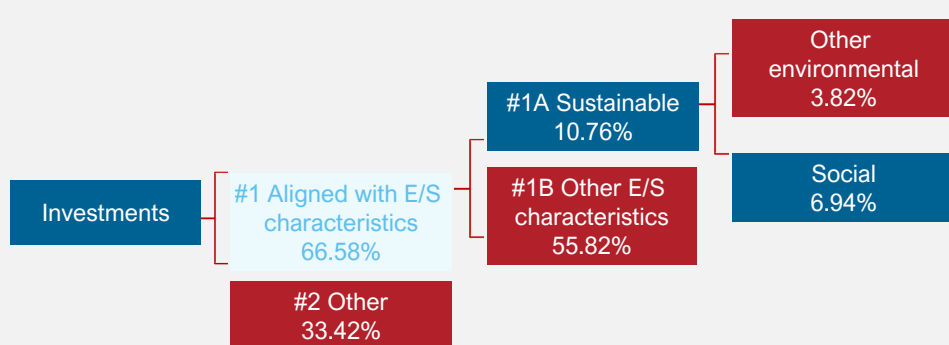 Investments
#1 Aligned with E/S
characteristics
66.58%
#2 Other
33.42%
#1A Sustainable
10.76%
#1B Other E/S
characteristics
55.82%
Other
environmental
3.82%
Social
6.94%